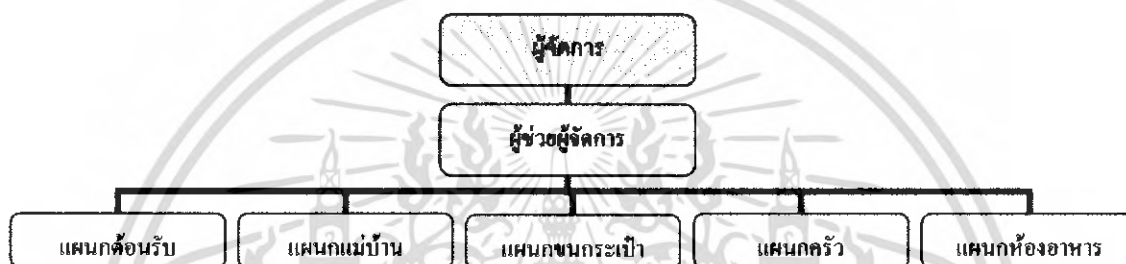 ผู้จัดการ
ผู้ช่วยผู้จัดการ
แผนกต้อนรับ
แผนกแม่บ้าน
แผนกขนกระเป๋า
แผนกครัว
แผนกห้องอาหาร